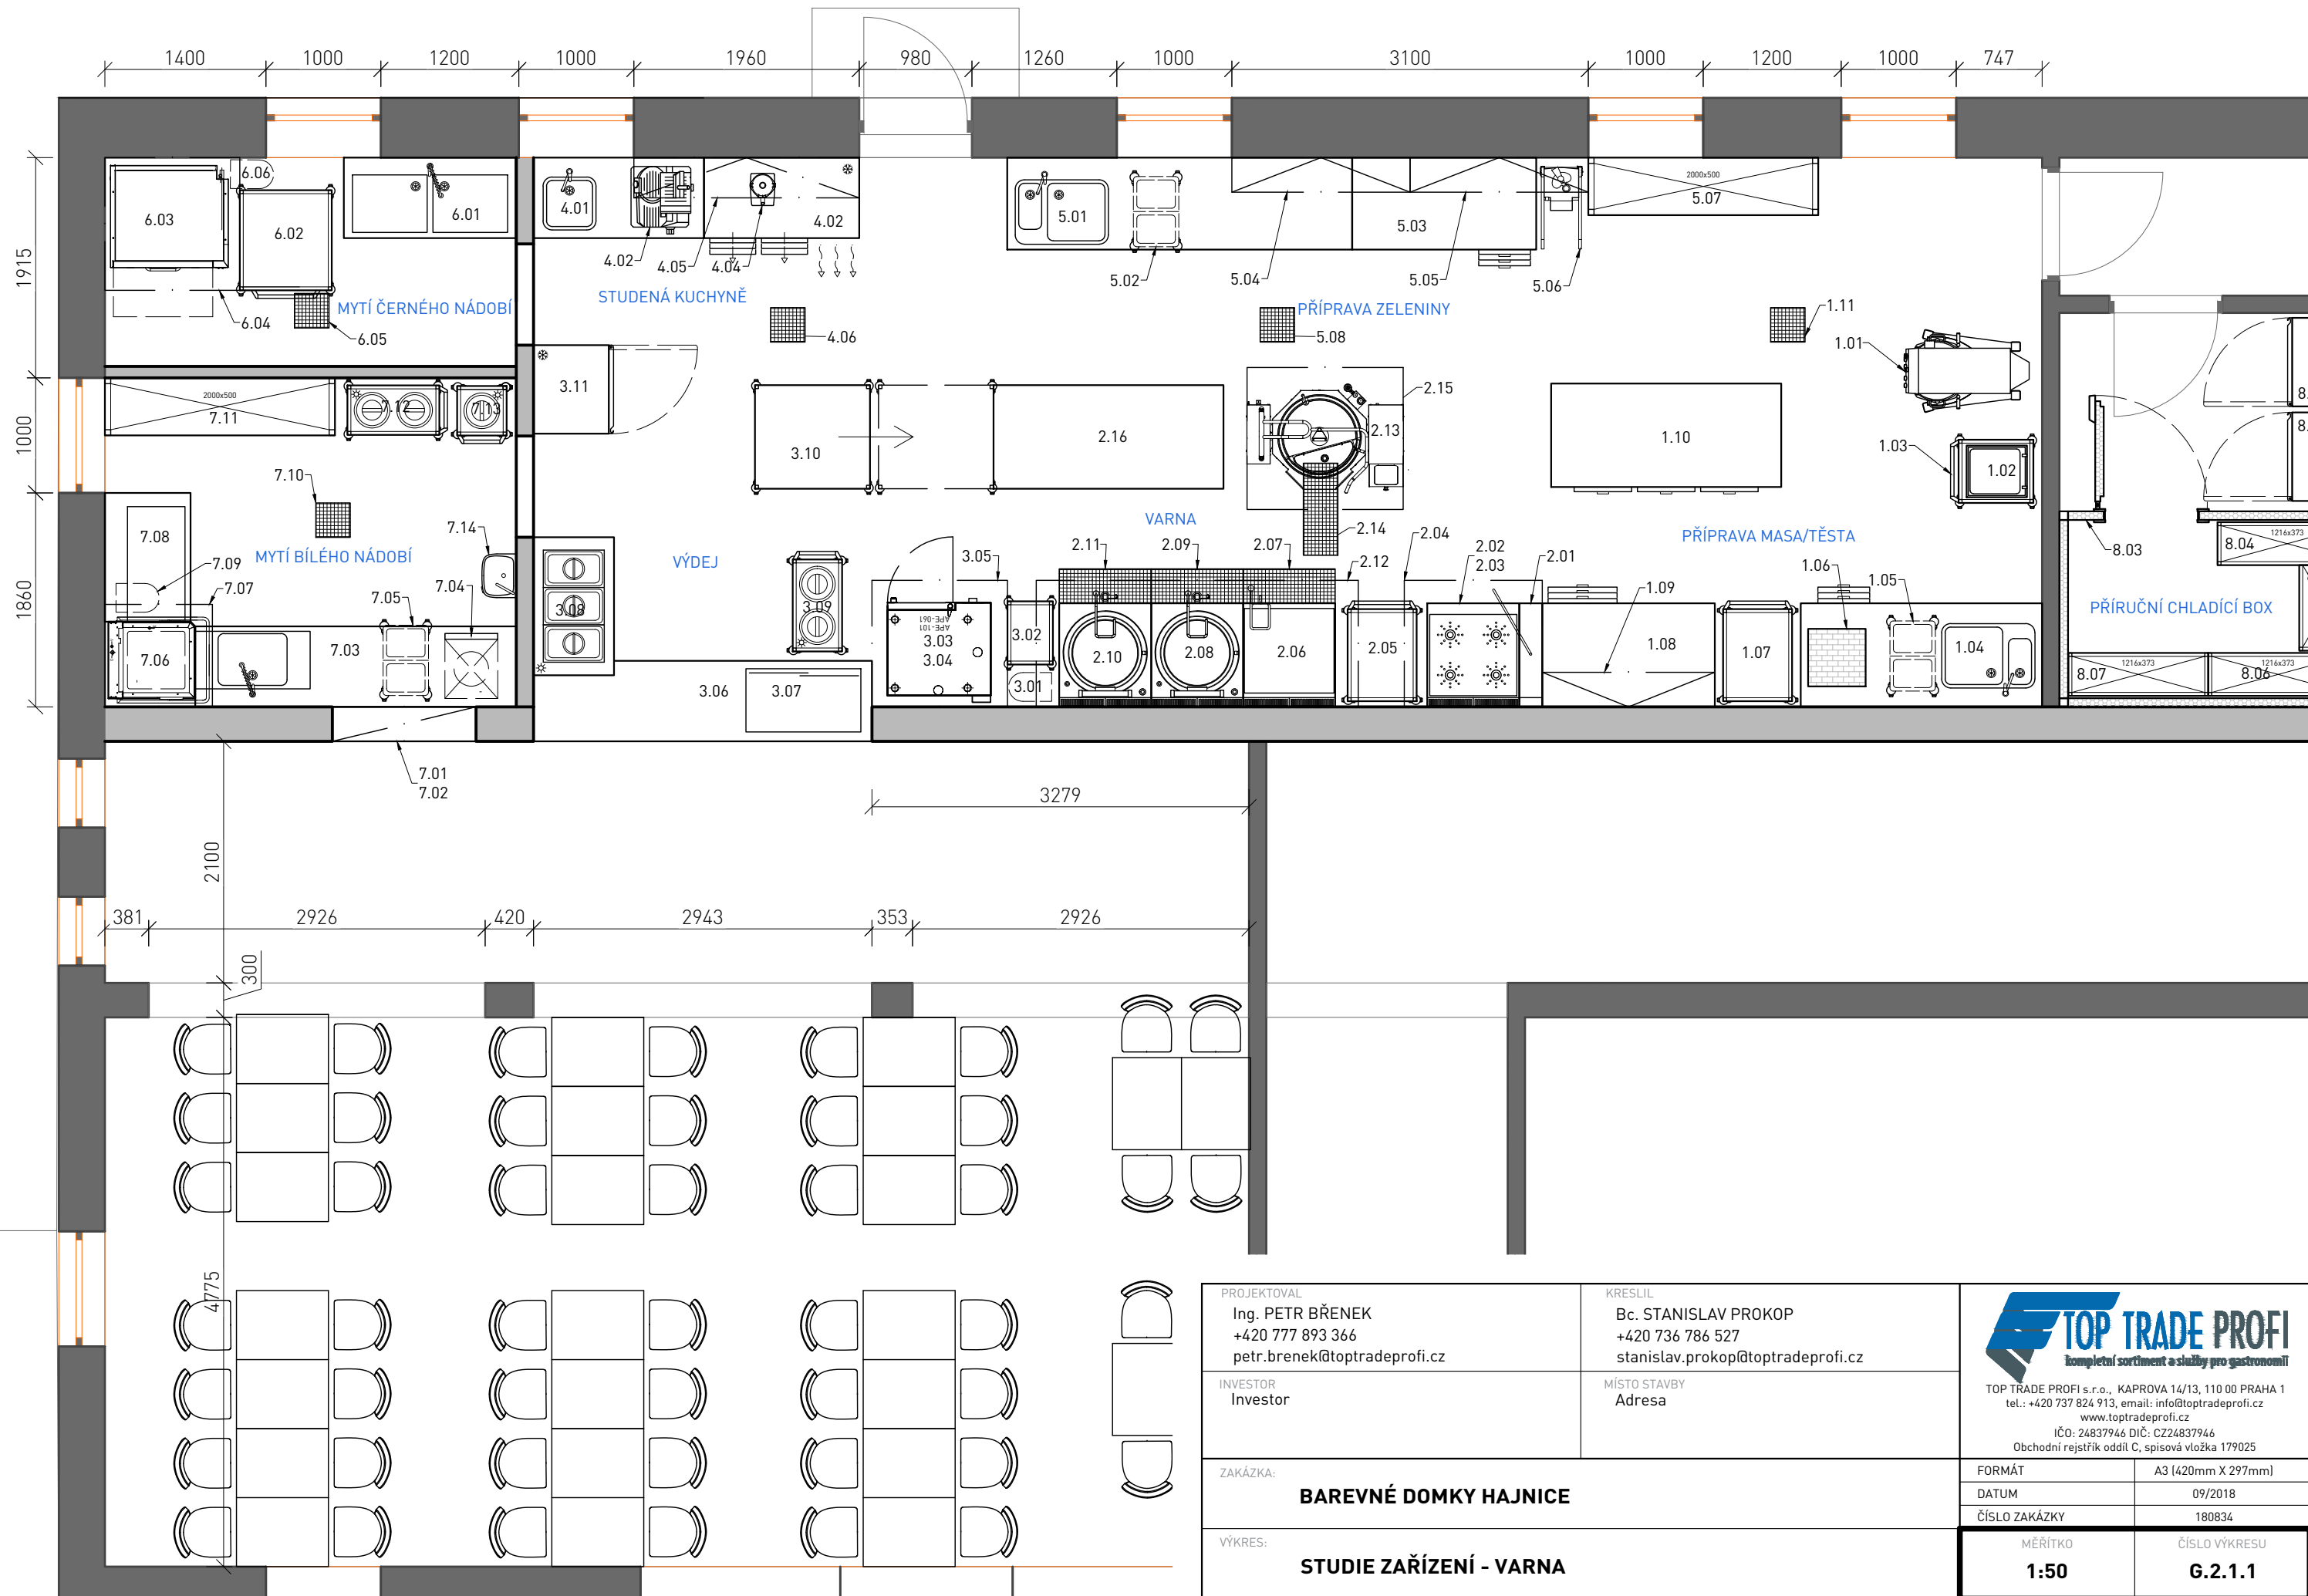 1400 1000 1200 1000 1960 980 1260 1000 3100 1000 1200 1000 747
1915
1000
1860
6.03
6.06
6.02
6.01
6.04
6.05
MYTÍ ČERNÉHO NÁDOBÍ
4.01
4.02
4.02
4.05
4.04
STUDENÁ KUCHYNĚ
4.06
5.01
5.02
5.04
5.03
5.05
5.06
2000x500
5.07
PŘÍPRAVA ZELENINY
5.08
1.11
1.01
3.11
2000x500
7.11
7.12
7.13
3.10
2.16
2.15
2.13
1.10
1.03
1.02
8.03
8.04
1216x373
7.10
7.08
7.14
MYTÍ BÍLÉHO NÁDOBÍ
7.09
7.07
7.05
7.04
7.06
7.03
VÝDEJ
VARNA
2.14
PŘÍPRAVA MASA/TĚSTA
3.08
3.09
3.05
2.11
2.09
2.07
2.12
2.04
2.02
2.03
2.01
1.09
1.06
1.05
PŘÍRUČNÍ CHLADÍCÍ BOX
APE-061
APE-101
3.03
3.04
3.02
3.01
2.10
2.08
2.06
2.05
1.08
1.07
1.04
3.06
3.07
8.07
1216x373
8.06
1216x373
7.01
7.02
3279
2100
381 2926 420 2943 353 2926
300
4775
PROJEKTOVAL
Ing. PETR BŘENEK
+420 777 893 366
petr.brenek@toptradeprofi.cz
KRESLIL
Bc. STANISLAV PROKOP
+420 736 786 527
stanislav.prokop@toptradeprofi.cz
INVESTOR
Investor
MÍSTO STAVBY
Adresa
TOP TRADE PROFI
kompletní sortiment a služby pro gastronomii
TOP TRADE PROFI s.r.o., KAPROVA 14/13, 110 00 PRAHA 1
tel.: +420 737 824 913, email: info@toptradeprofi.cz
www.toptradeprofi.cz
IČO: 24837946 DIČ: CZ24837946
Obchodní rejstřík oddíl C, spisová vložka 179025
ZAKÁZKA:
BAREVNÉ DOMKY HAJNICE
FORMÁT A3 (420mm X 297mm)
DATUM 09/2018
ČÍSLO ZAKÁZKY 180834
VÝKRES:
STUDIE ZAŘÍZENÍ - VARNA
MĚŘÍTKO
1:50
ČÍSLO VÝKRESU
G.2.1.1